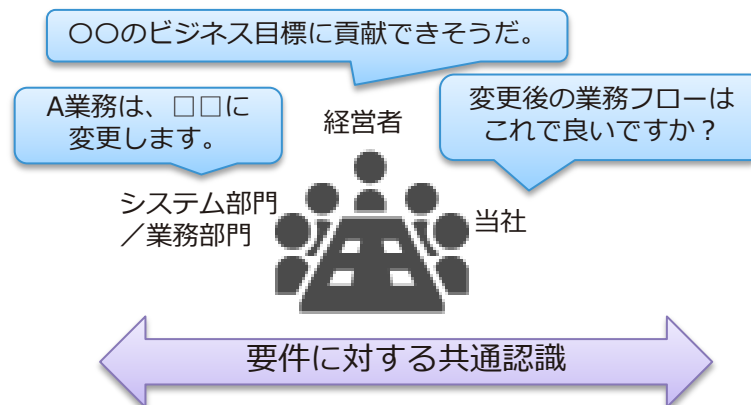 〇〇のビジネス目標に貢献できそうだ。
A業務は、□□に
変更します。
経営者
変更後の業務フローは
これで良いですか？
システム部門
／業務部門
当社
要件に対する共通認識